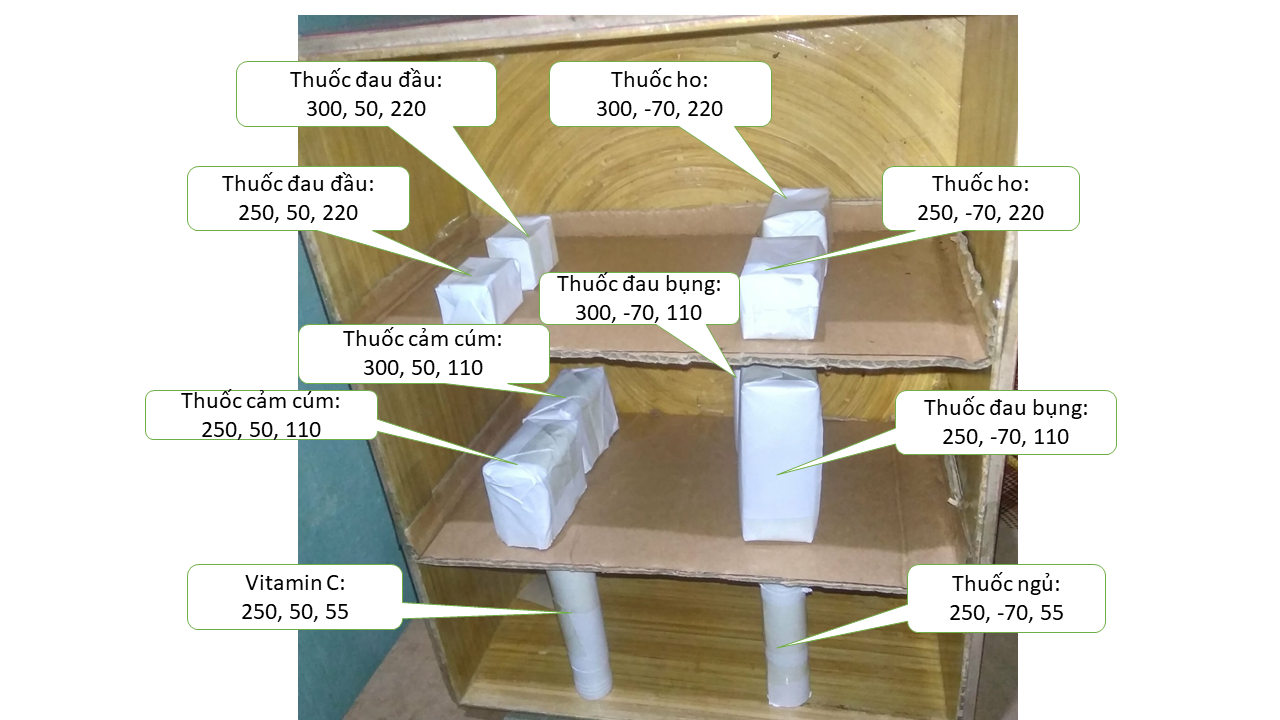 Thuốc đau đầu:
300, 50, 220
Thuốc ho:
300, -70, 220
Thuốc đau đầu:
250, 50, 220
Thuốc ho:
250, -70, 220
Thuốc đau bụng:
300, -70, 110
Thuốc cảm cúm:
300, 50, 110
Thuốc cảm cúm:
250, 50, 110
Thuốc đau bụng:
250, -70, 110
Vitamin C:
250, 50, 55
Thuốc ngủ:
250, -70, 55